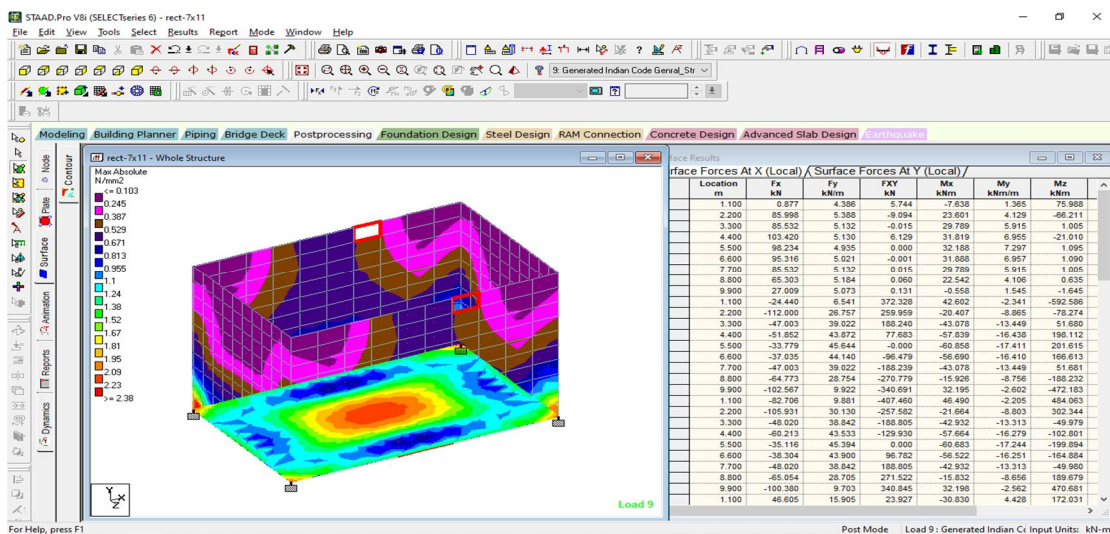 STAAD.Pro V8i (SELECTseries 6) - rect-7x11
File Edit View Tools Select Results Report Mode Window Help
9: Generated Indian Code Genral_Str
Modeling Building Planner Piping Bridge Deck Postprocessing Foundation Design Steel Design RAM Connection Concrete Design Advanced Slab Design Earthquake
Node
Plate
Surface
Animation
Reports
Dynamics
Contour
rect-7x11 - Whole Structure
Max Absolute
N/mm2
<= 0.103
0.245
0.387
0.529
0.671
0.813
0.955
1.1
1.24
1.38
1.52
1.67
1.81
1.95
2.09
2.23
>= 2.38
Y
X
Z
Load 9
face Results
rface Forces At X (Local) Surface Forces At Y (Local)
Location Fx Fy FXY Mx My Mz
m kN kN/m kN kNm kNm/m kNm
1.100 0.877 4.386 5.744 -7.638 1.365 75.988
2.200 85.998 5.388 -9.094 23.601 4.129 -66.211
3.300 85.532 5.132 -0.015 29.789 5.915 1.005
4.400 103.420 5.130 6.129 31.819 6.955 -21.010
5.500 98.234 4.935 0.000 32.188 7.297 1.095
6.600 95.316 5.021 -0.001 31.888 6.957 1.090
7.700 85.532 5.132 0.015 29.789 5.915 1.005
8.800 65.303 5.184 0.060 22.542 4.106 0.635
9.900 27.009 5.073 0.131 -0.558 1.545 -1.645
1.100 -24.440 6.541 372.328 42.602 -2.341 -592.586
2.200 -112.000 26.757 259.959 -20.407 -8.865 -78.274
3.300 -47.003 39.022 188.240 -43.078 -13.449 51.680
4.400 -51.852 43.872 77.683 -57.839 -16.438 198.112
5.500 -33.779 45.644 -0.000 -60.858 -17.411 201.615
6.600 -37.035 44.140 -96.479 -56.690 -16.410 166.613
7.700 -47.003 39.022 -188.239 -43.078 -13.449 51.681
8.800 -64.773 28.754 -270.779 -15.926 -8.756 -188.232
9.900 -102.567 9.922 -340.691 32.195 -2.602 -472.183
1.100 -82.706 9.881 -407.460 46.490 -2.205 484.063
2.200 -105.931 30.130 -257.582 -21.664 -8.803 302.344
3.300 -48.020 38.842 -188.805 -42.932 -13.313 -49.979
4.400 -60.213 43.533 -129.930 -57.664 -16.279 -102.801
5.500 -35.116 45.394 0.000 -60.683 -17.244 -199.894
6.600 -38.304 43.900 96.782 -56.522 -16.251 -164.884
7.700 -48.020 38.842 188.805 -42.932 -13.313 -49.980
8.800 -65.054 28.705 271.522 -15.832 -8.656 189.679
9.900 -100.380 9.703 340.845 32.198 -2.562 470.681
1.100 46.605 15.905 23.927 -30.830 4.428 172.031
For Help, press F1
Post Mode Load 9 : Generated Indian Cc Input Units: kN-m